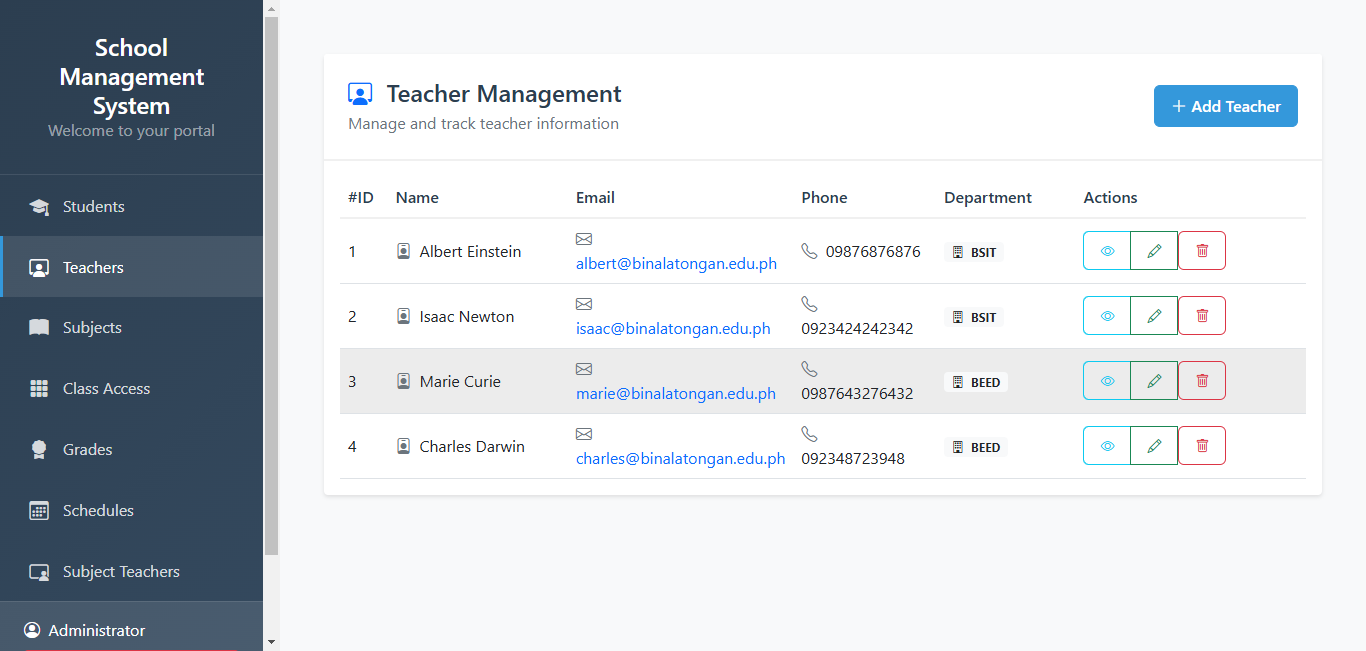 School
Management
System
Welcome to your portal
Students
Teachers
Subjects
Class Access
Grades
Schedules
Subject Teachers
Administrator
Teacher Management
Manage and track teacher information
+ Add Teacher
#ID Name Email Phone Department Actions
1 Albert Einstein albert@binalatongan.edu.ph 09876876876 BSIT
2 Isaac Newton isaac@binalatongan.edu.ph 0923424242342 BSIT
3 Marie Curie marie@binalatongan.edu.ph 0987643276432 BEED
4 Charles Darwin charles@binalatongan.edu.ph 092348723948 BEED